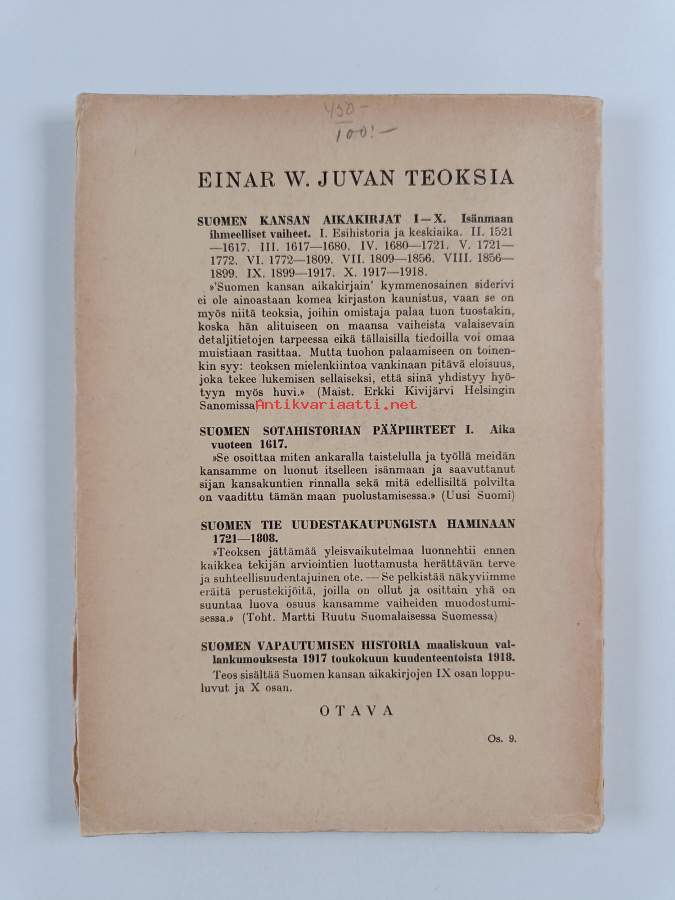 450 —
100:—
EINAR W. JUVAN TEOKSIA
SUOMEN KANSAN AIKAKIRJAT I—X. Isänmaan
ihmeelliset vaiheet. I. Esihistoria ja keskiaika. II. 1521
—1617. III. 1617—1680. IV. 1680—1721. V. 1721—
1772. VI. 1772—1809. VII. 1809—1856. VIII. 1856—
1899. IX. 1899—1917. X. 1917—1918.
»'Suomen kansan aikakirjain' kymmenosainen siderivi
ei ole ainoastaan komea kirjaston kaunistus, vaan se on
myös niitä teoksia, joihin omistaja palaa tuon tuostakin,
koska hän alituiseen on maansa vaiheista valaisevain
detaljitietojen tarpeessa eikä tällaisilla tiedoilla voi omaa
muistiaan rasittaa. Mutta tuohon palaamiseen on toinen-
kin syy: teoksen mielenkiintoa vankinaan pitävä eloisuus,
joka tekee lukemisen sellaiseksi, että siinä yhdistyy hyö-
tyyn myös huvi.» (Maist. Erkki Kivijärvi Helsingin
Sanomissa
Antikvariaatti.net
SUOMEN SOTAHISTORIAN PÄÄPIIRTEET I. Aika
vuoteen 1617.
»Se osoittaa miten ankaralla taistelulla ja työllä meidän
kansamme on luonut itselleen isänmaan ja saavuttanut
sijan kansakuntien rinnalla sekä mitä edellisiltä polvilta
on vaadittu tämän maan puolustamisessa.» (Uusi Suomi)
SUOMEN TIE UUDESTAKAUPUNGISTA HAMINAAN
1721—1808.
»Teoksen jättämää yleisvaikutelmaa luonnehtii ennen
kaikkea tekijän arviointien luottamusta herättävän terve
ja suhteellisuudentajuinen ote. — Se pelkistää näkyviimme
eräitä perustekijöitä, joilla on ollut ja osittain yhä on
suuntaa luova osuus kansamme vaiheiden muodostumi-
sessa.» (Toht. Martti Ruutu Suomalaisessa Suomessa)
SUOMEN VAPAUTUMISEN HISTORIA maaliskuun val-
lankumouksesta 1917 toukokuun kuudenteentoista 1918.
Teos sisältää Suomen kansan aikakirjojen IX osan loppu-
luvut ja X osan.
OTAVA
Os. 9.